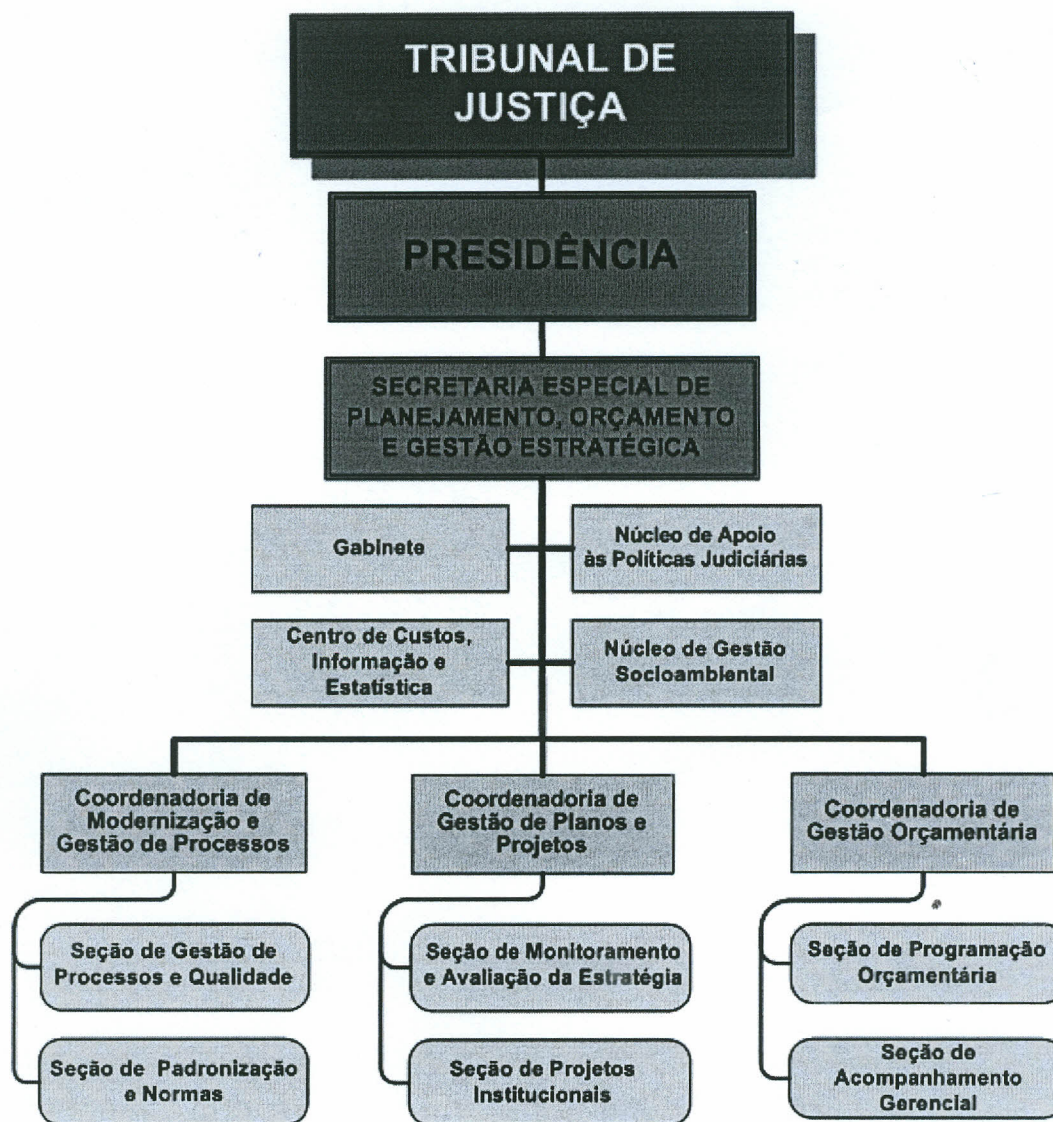 TRIBUNAL DE
JUSTIÇA
PRESIDÊNCIA
SECRETARIA ESPECIAL DE
PLANEJAMENTO, ORÇAMENTO
E GESTÃO ESTRATÉGICA
Gabinete
Núcleo de Apoio
às Políticas Judiciárias
Centro de Custos,
Informação e
Estatística
Núcleo de Gestão
Socioambiental
Coordenadoria de
Modernização e
Gestão de Processos
Coordenadoria de
Gestão de Planos e
Projetos
Coordenadoria de
Gestão Orçamentária
Seção de Gestão de
Processos e Qualidade
Seção de Monitoramento
e Avaliação da Estratégia
Seção de Programação
Orçamentária
Seção de Padronização
e Normas
Seção de Projetos
Institucionais
Seção de
Acompanhamento
Gerencial